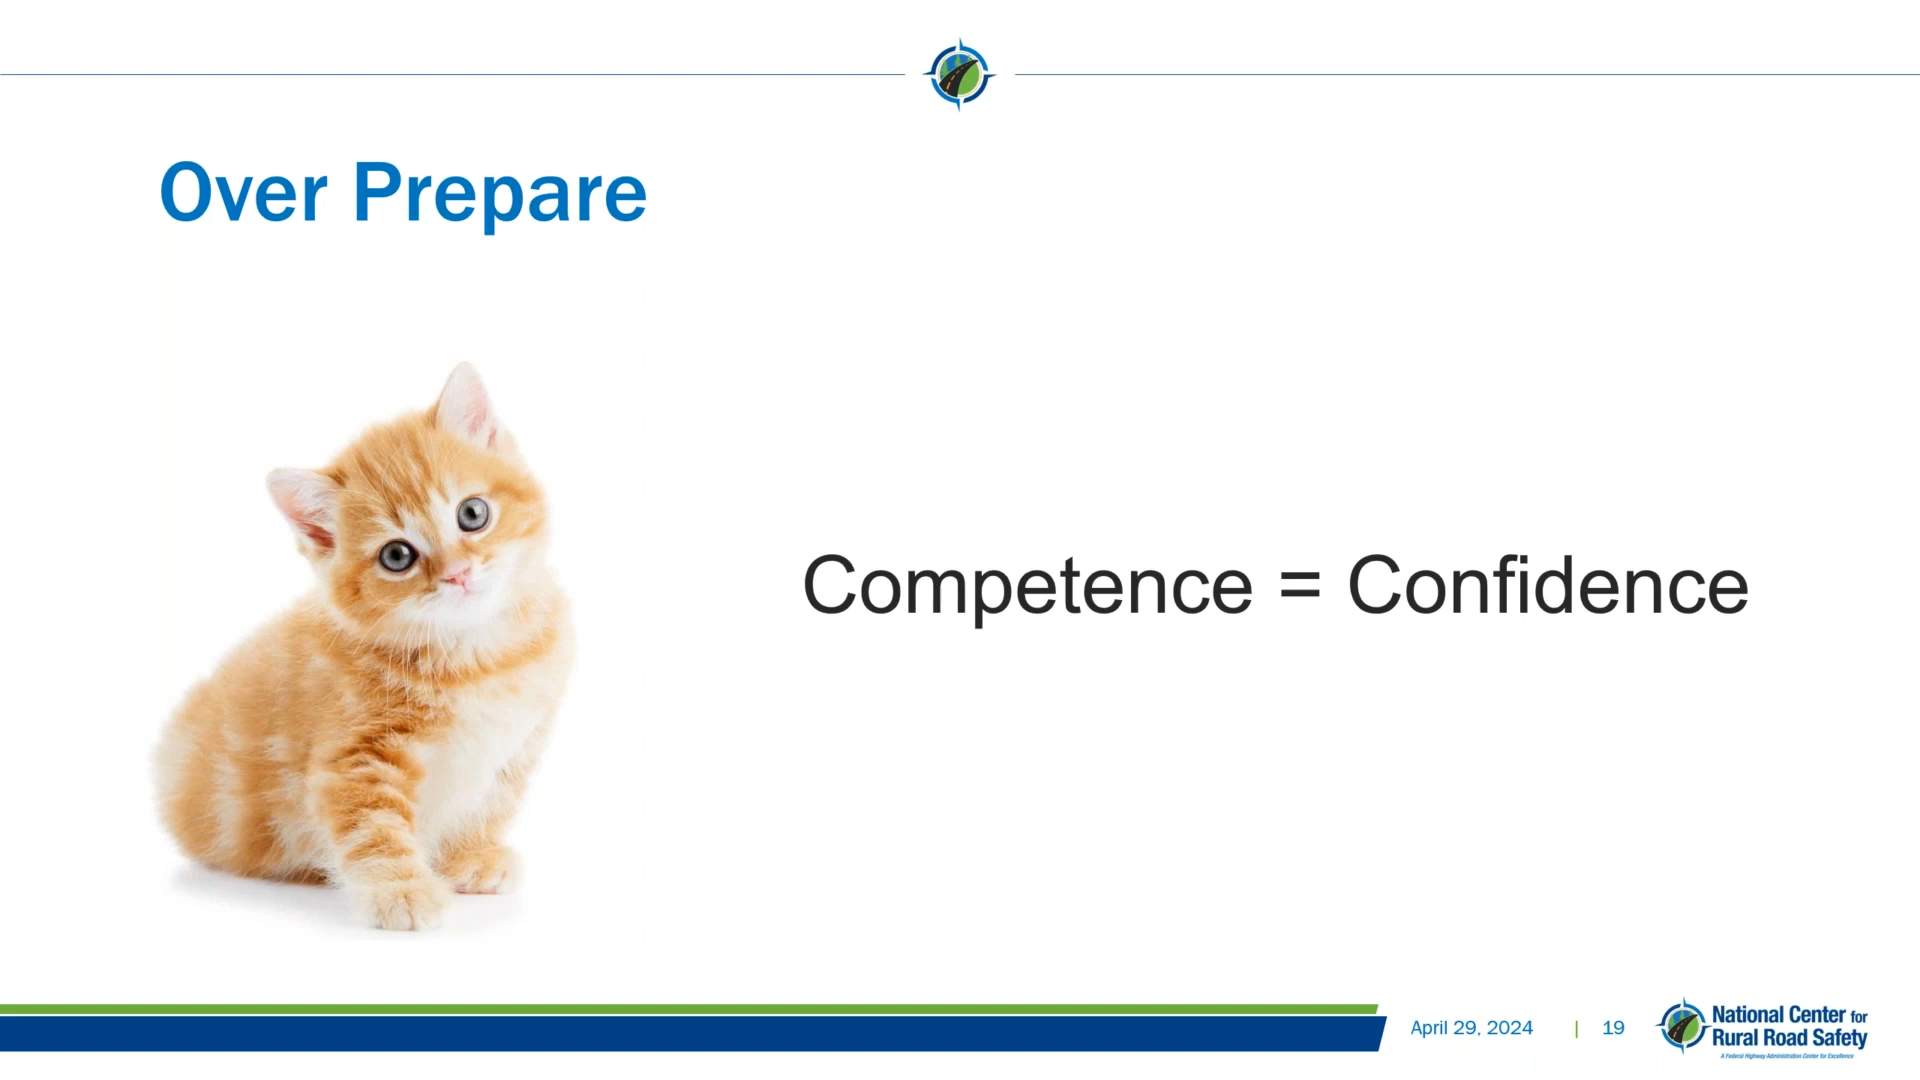 Over Prepare
Competence = Confidence
April 29, 2024 | 19
National Center for
Rural Road Safety
A Federal Highway Administration Center for Excellence